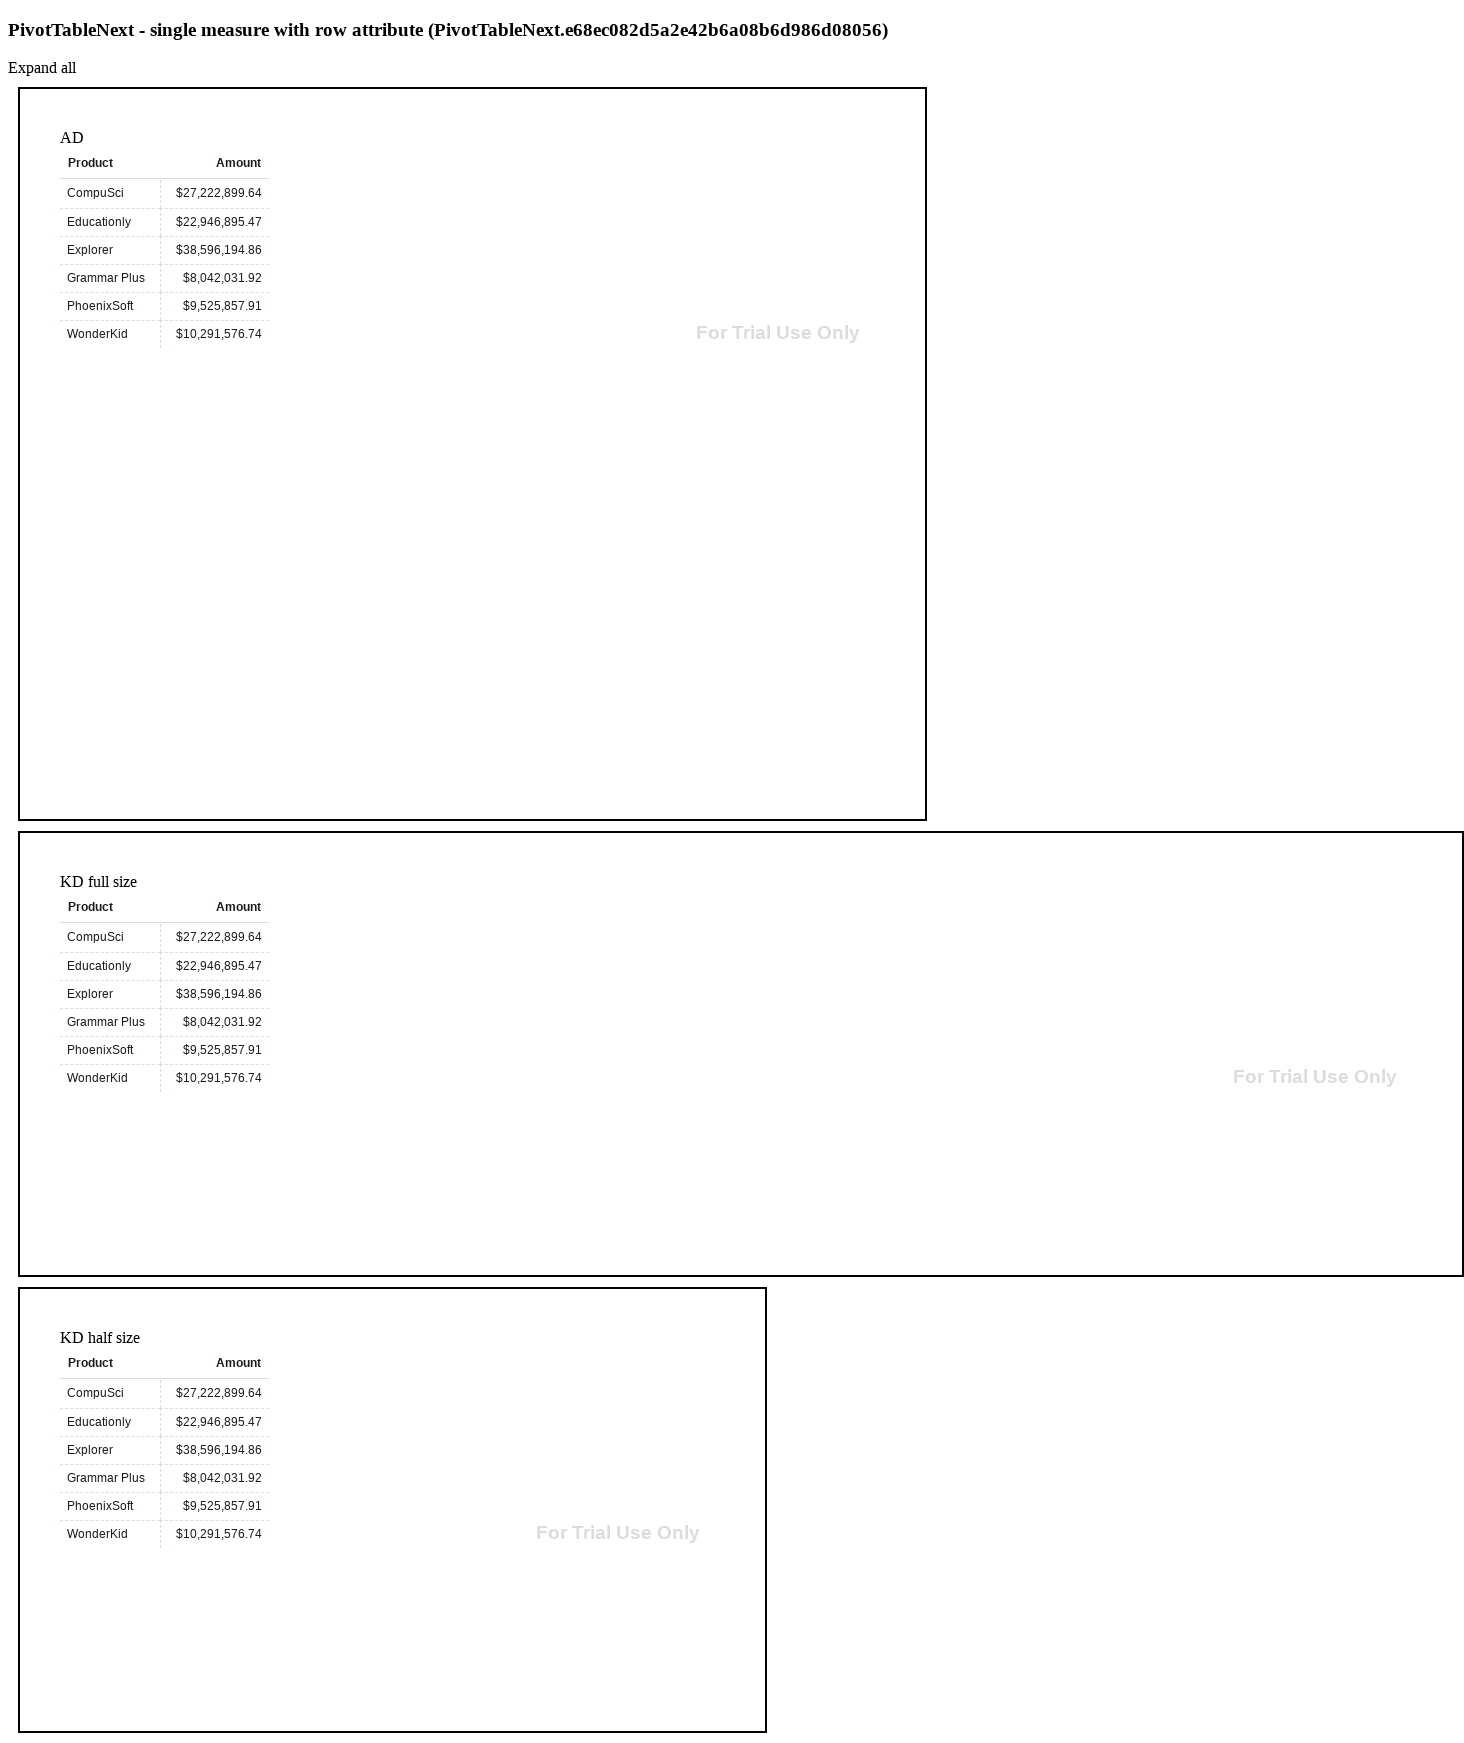 PivotTableNext - single measure with row attribute (PivotTableNext.e68ec082d5a2e42b6a08b6d986d08056)
Expand all
AD
Product Amount
CompuSci $27,222,899.64
Educationly $22,946,895.47
Explorer $38,596,194.86
Grammar Plus $8,042,031.92
PhoenixSoft $9,525,857.91
WonderKid $10,291,576.74
For Trial Use Only
KD full size
Product Amount
CompuSci $27,222,899.64
Educationly $22,946,895.47
Explorer $38,596,194.86
Grammar Plus $8,042,031.92
PhoenixSoft $9,525,857.91
WonderKid $10,291,576.74
For Trial Use Only
KD half size
Product Amount
CompuSci $27,222,899.64
Educationly $22,946,895.47
Explorer $38,596,194.86
Grammar Plus $8,042,031.92
PhoenixSoft $9,525,857.91
WonderKid $10,291,576.74
For Trial Use Only